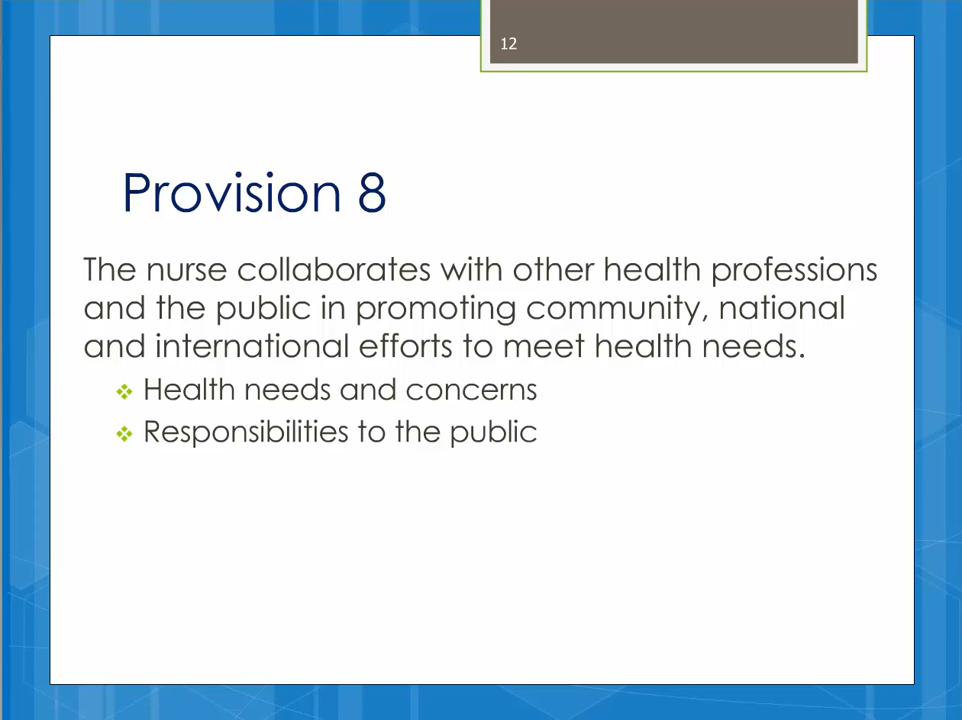 12
Provision 8
The nurse collaborates with other health professions
and the public in promoting community, national
and international efforts to meet health needs.
Health needs and concerns
Responsibilities to the public